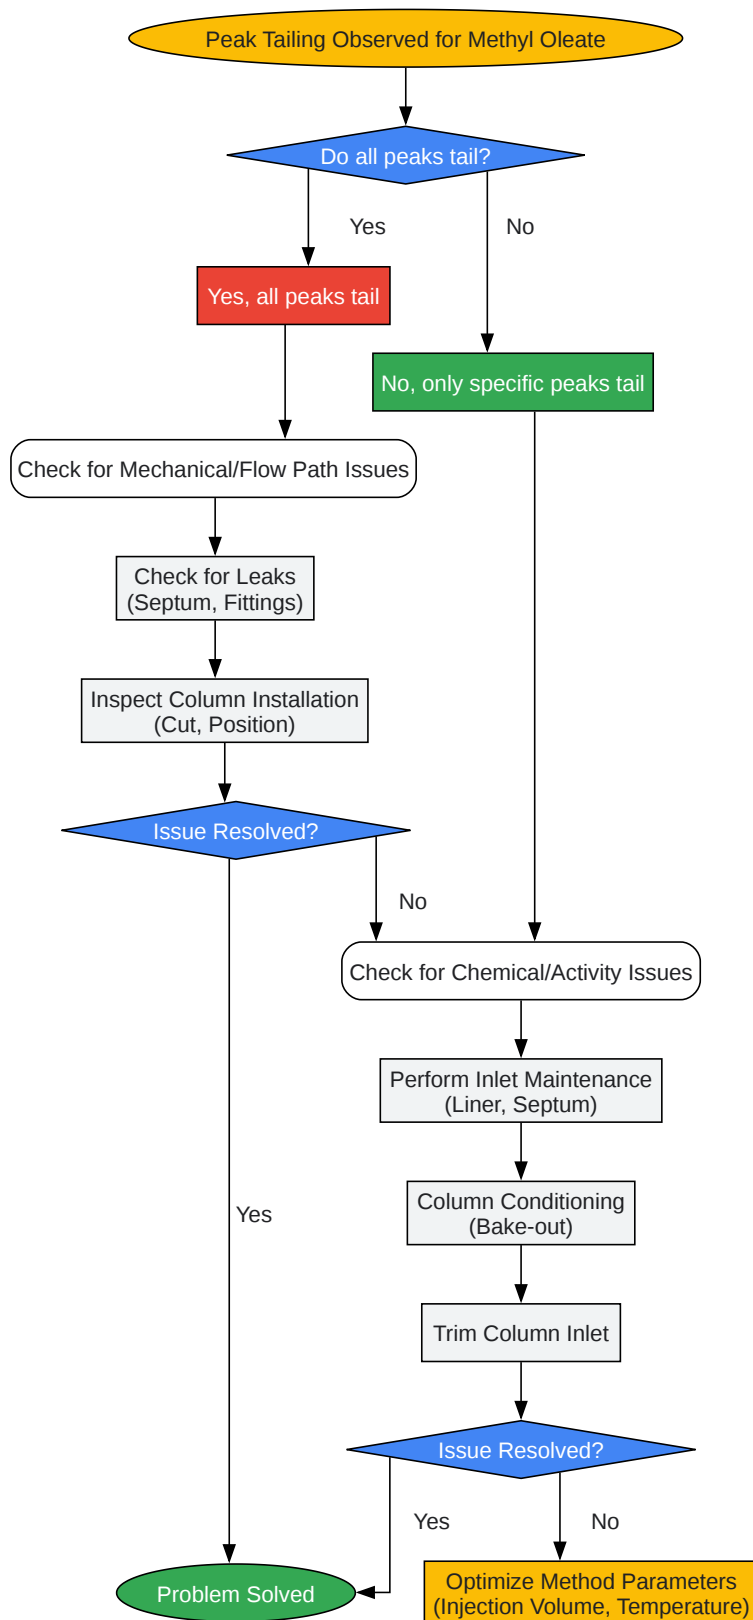 Peak Tailing Observed for Methyl Oleate
Do all peaks tail?
Yes
No
Yes, all peaks tail
No, only specific peaks tail
Check for Mechanical/Flow Path Issues
Check for Leaks
(Septum, Fittings)
Inspect Column Installation
(Cut, Position)
Issue Resolved?
No
Check for Chemical/Activity Issues
Perform Inlet Maintenance
(Liner, Septum)
Column Conditioning
(Bake-out)
Yes
Trim Column Inlet
Issue Resolved?
Yes
No
Problem Solved
Optimize Method Parameters
(Injection Volume, Temperature)